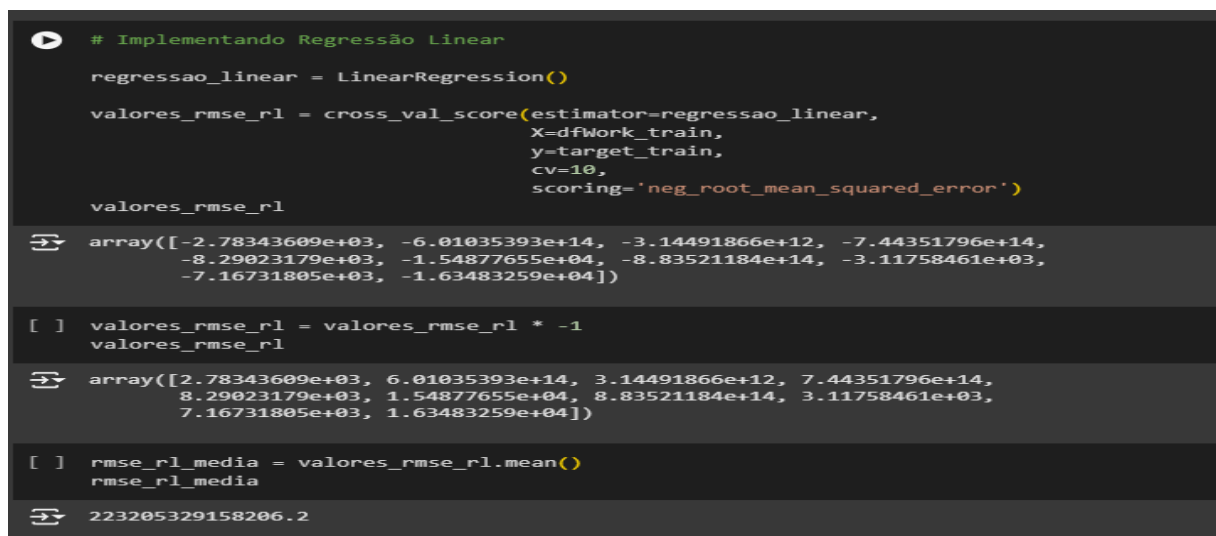 # Implementando Regressão Linear
regressao_linear = LinearRegression()
valores_rmse_rl = cross_val_score(estimator=regressao_linear,
X=dfWork_train,
y=target_train,
cv=10,
scoring='neg_root_mean_squared_error')
valores_rmse_rl
array([-2.78343609e+03, -6.01035393e+14, -3.14491866e+12, -7.44351796e+14,
-8.29023179e+03, -1.54877655e+04, -8.83521184e+14, -3.11758461e+03,
-7.16731805e+03, -1.63483259e+04])
[ ] valores_rmse_rl = valores_rmse_rl * -1
valores_rmse_rl
array([2.78343609e+03, 6.01035393e+14, 3.14491866e+12, 7.44351796e+14,
8.29023179e+03, 1.54877655e+04, 8.83521184e+14, 3.11758461e+03,
7.16731805e+03, 1.63483259e+04])
[ ] rmse_rl_media = valores_rmse_rl.mean()
rmse_rl_media
223205329158206.2